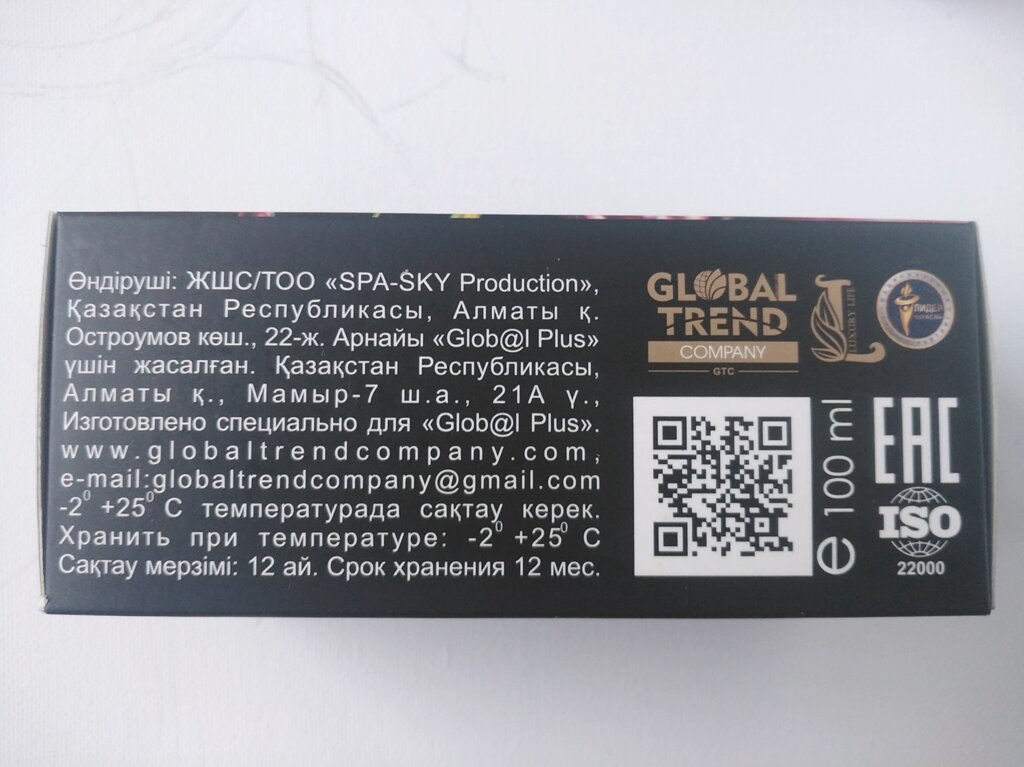 Өндіруші: ЖШС/ТОО «SPA-SKY Production»,
Қазақстан Республикасы, Алматы қ.
Остроумов көш., 22-ж. Арнайы «Glob@l Plus»
үшін жасалған. Қазақстан Республикасы,
Алматы қ., Мамыр-7 ш.а., 21А ү.,
Изготовлено специально для «Glob@l Plus».
www.globaltrendcompany.com,
e-mail:globaltrendcompany@gmail.com
-2⁰ +25⁰ С температурада сақтау керек.
Хранить при температуре: -2⁰ +25⁰ С
Сақтау мерзімі: 12 ай. Срок хранения 12 мес.
GLOBAL
TREND
COMPANY
GTC
LUXURY LIFE
ЛИДЕР
ОТРАСЛИ
e 100 ml
EAC
ISO
22000